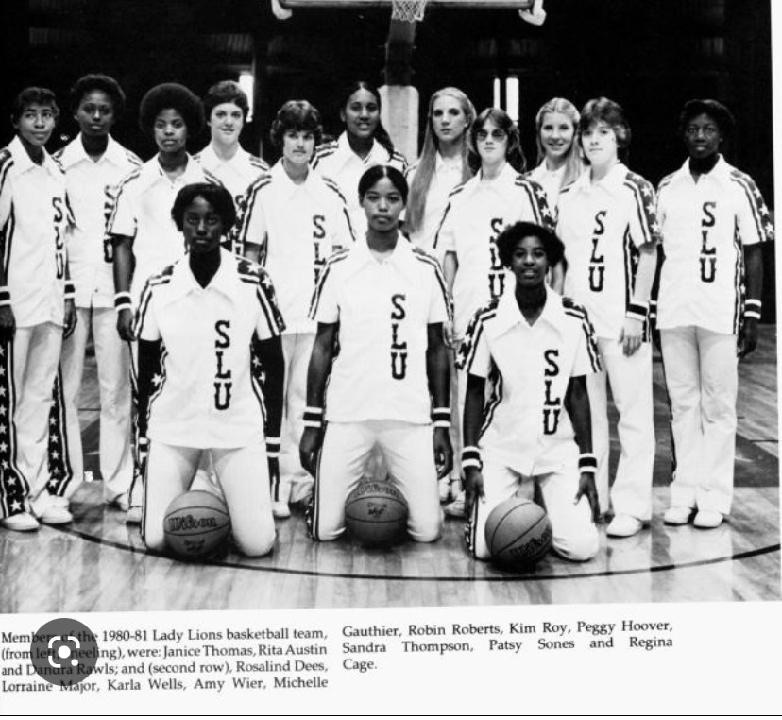 SLU
SL
SLU
SLU
SLU
SLU
SLU
SLU
Wilson
Wilson
Members of the 1980-81 Lady Lions basketball team,
(from left, kneeling), were: Janice Thomas, Rita Austin
and Dandra Rawls; and (second row), Rosalind Dees,
Lorraine Major, Karla Wells, Amy Wier, Michelle
Gauthier, Robin Roberts, Kim Roy, Peggy Hoover,
Sandra Thompson, Patsy Sones and Regina
Cage.